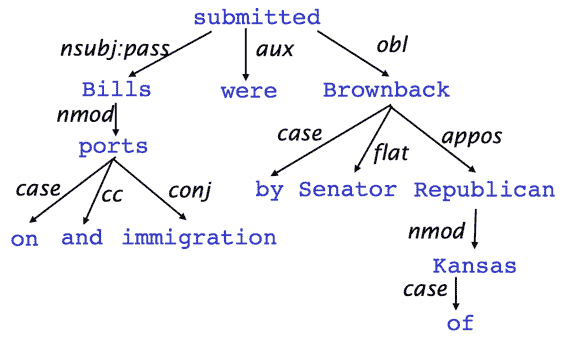 submitted
nsubj:pass aux obl
Bills were Brownback
nmod
ports
case flat appos
case cc conj
by Senator Republican
on and immigration
nmod
Kansas
case
of